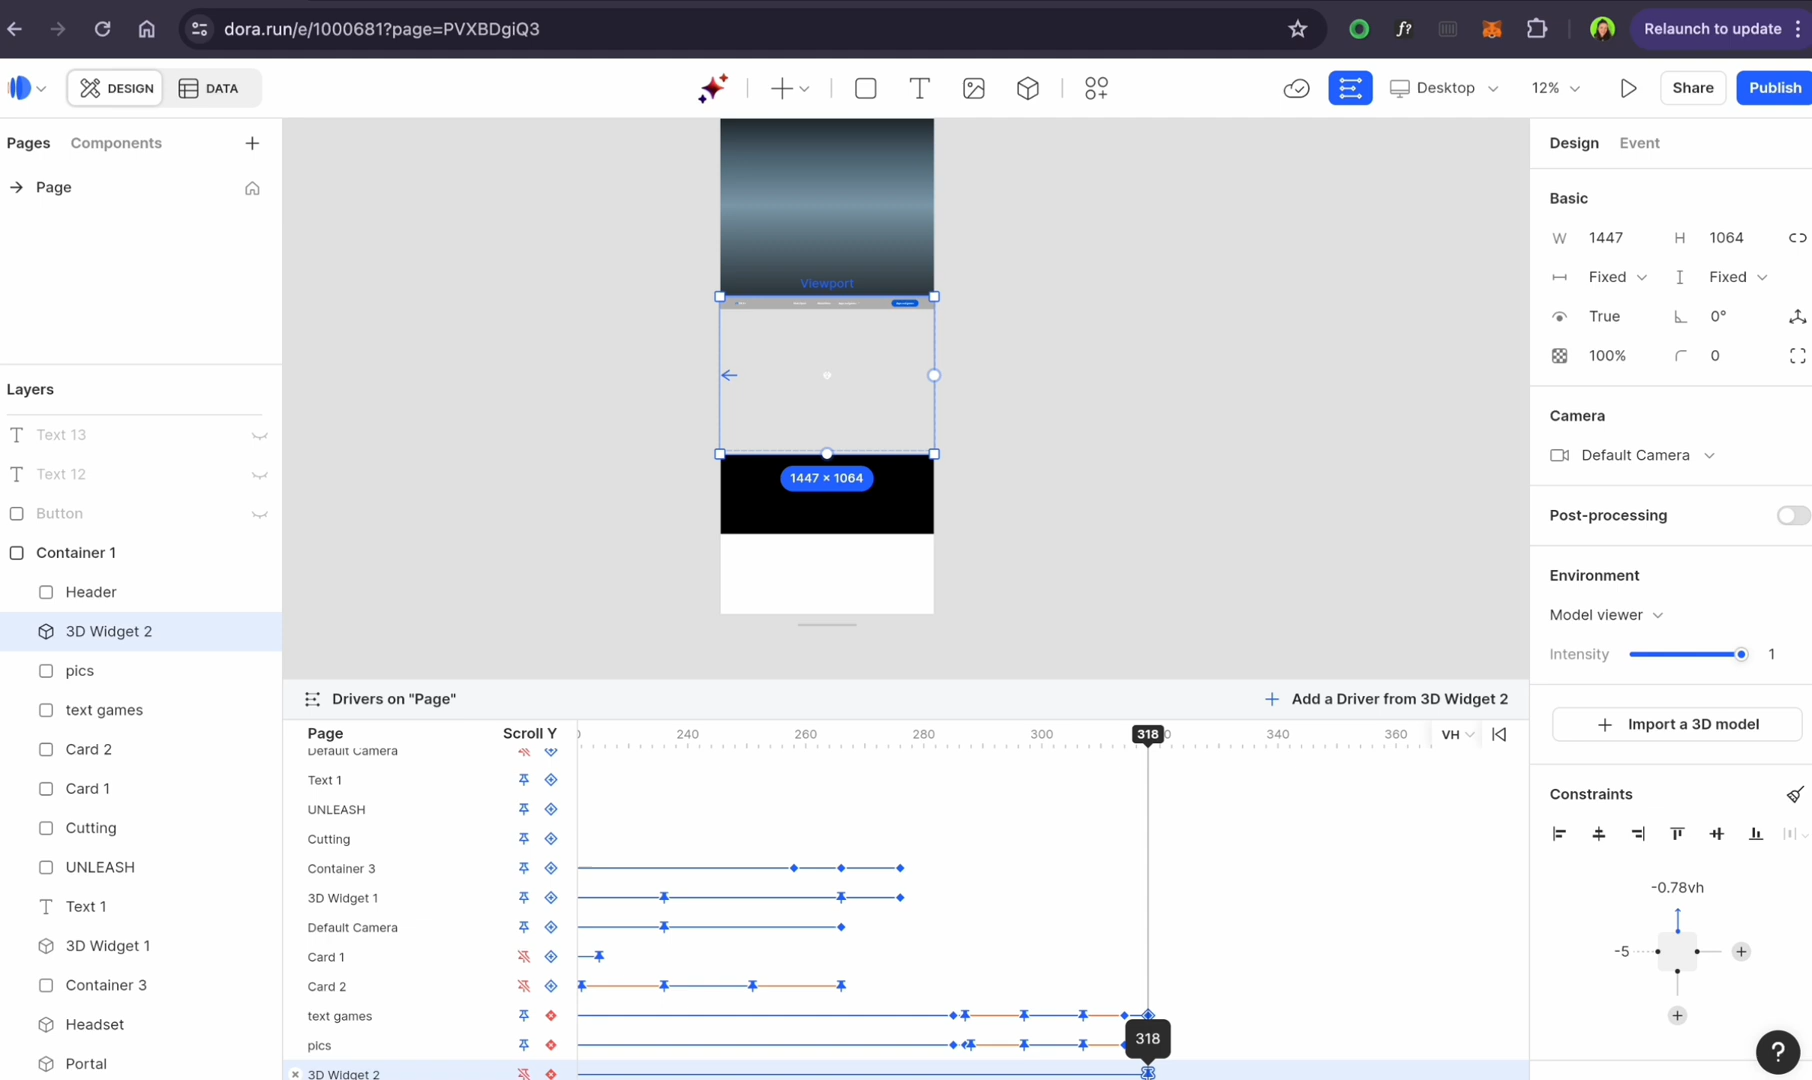 dora.run/e/1000681?page=PVXBDgiQ3
f?
Relaunch to update
DESIGN
DATA
Desktop
12%
Share
Publish
Pages
Components
Page
Layers
Text 13
Text 12
Button
Container 1
Header
3D Widget 2
pics
text games
Card 2
Card 1
Cutting
UNLEASH
Text 1
3D Widget 1
Container 3
Headset
Portal
Viewport
1447 × 1064
Drivers on "Page"
Add a Driver from 3D Widget 2
Page
Scroll Y
240
260
280
300
318
340
360
VH
Default Camera
Text 1
UNLEASH
Cutting
Container 3
3D Widget 1
Default Camera
Card 1
Card 2
text games
pics
318
3D Widget 2
Design
Event
Basic
W 1447 H 1064
Fixed Fixed
True 0°
100% 0
Camera
Default Camera
Post-processing
Environment
Model viewer
Intensity 1
Import a 3D model
Constraints
-0.78vh
-5
?